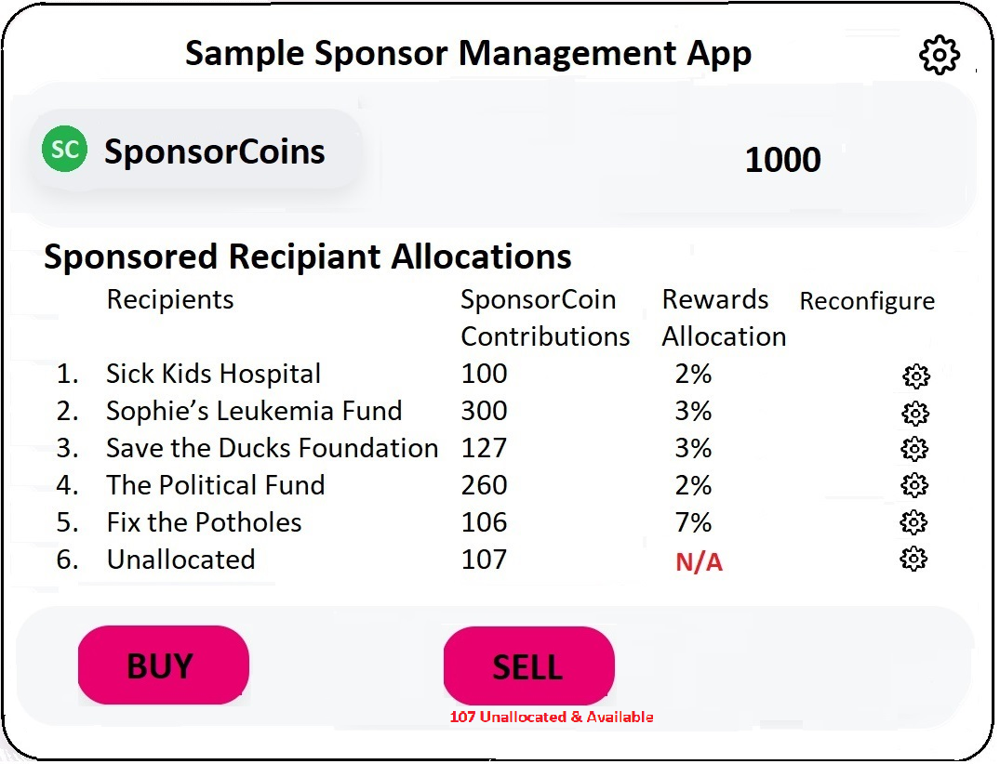 Sample Sponsor Management App
SC SponsorCoins 1000
Sponsored Recipiant Allocations
Recipients SponsorCoin Rewards Reconfigure
Contributions Allocation
1. Sick Kids Hospital 100 2%
2. Sophie’s Leukemia Fund 300 3%
3. Save the Ducks Foundation 127 3%
4. The Political Fund 260 2%
5. Fix the Potholes 106 7%
6. Unallocated 107 N/A
BUY SELL
107 Unallocated & Available